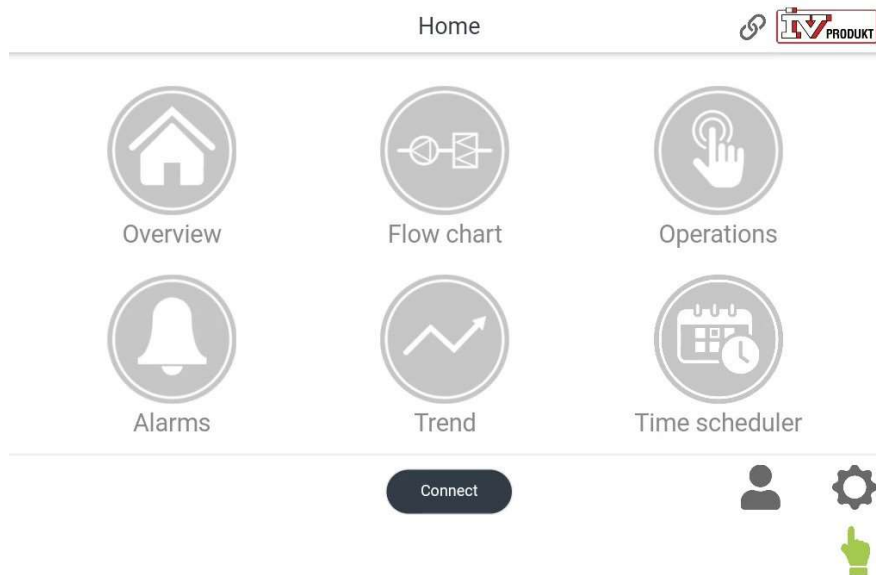 Home
IV PRODUKT
Overview
Flow chart
Operations
Alarms
Trend
Time scheduler
Connect